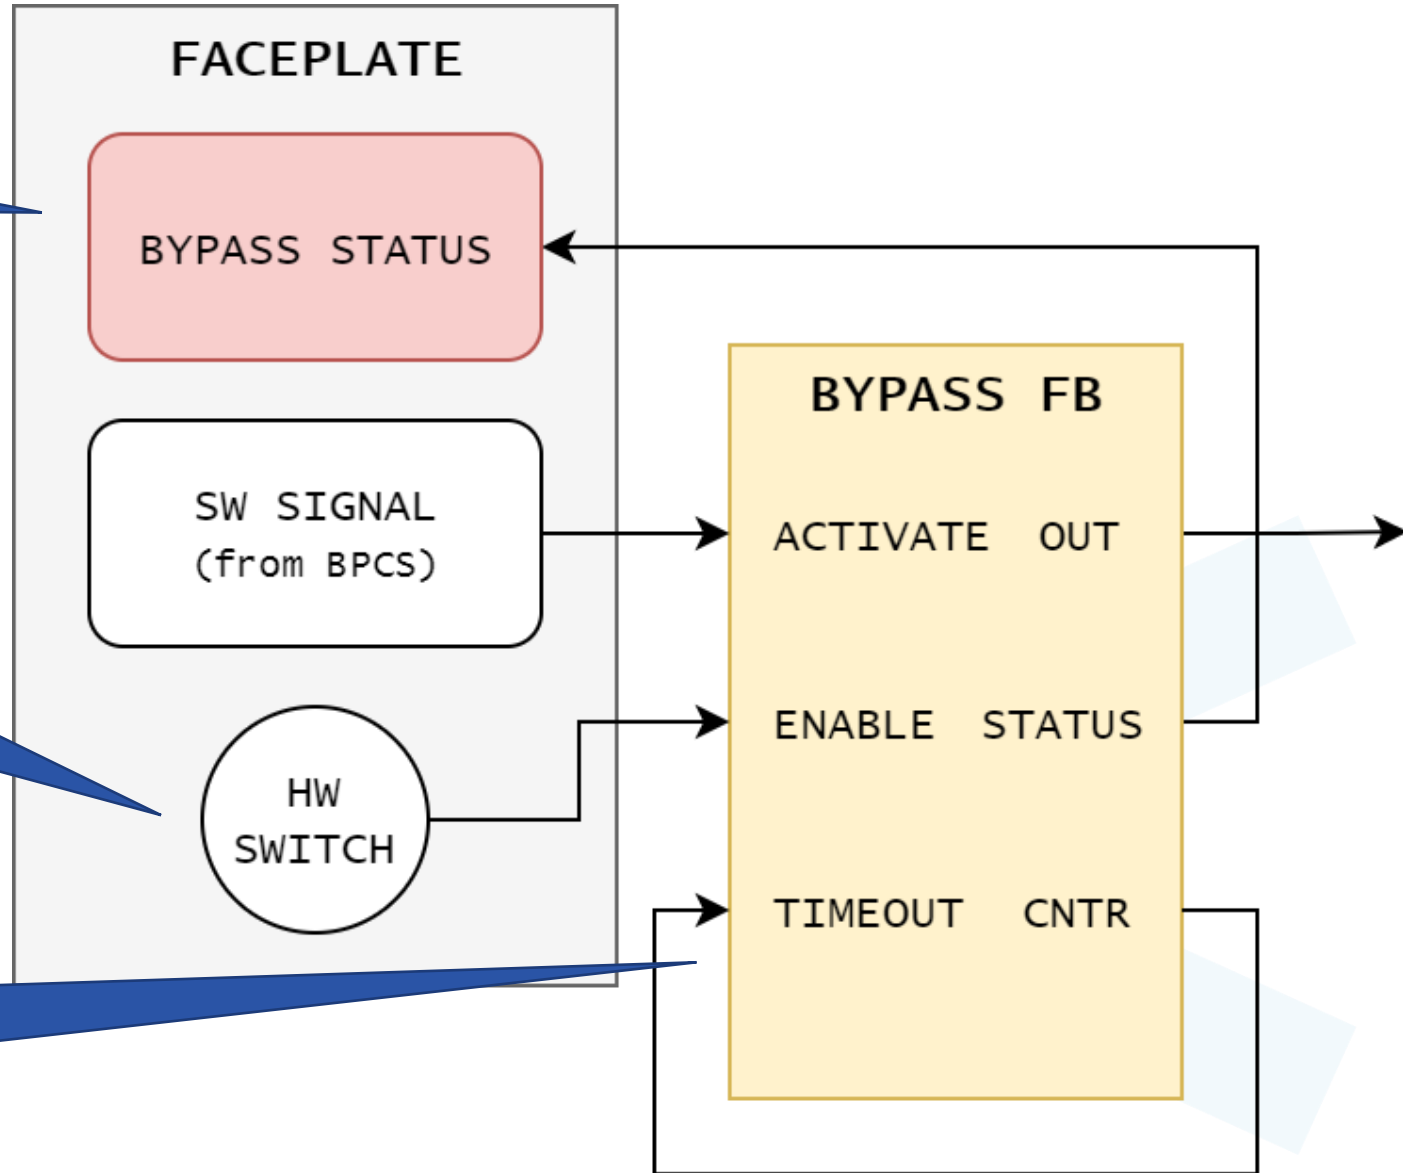 FACEPLATE
BYPASS STATUS
SW SIGNAL
(from BPCS)
HW
SWITCH
BYPASS FB
ACTIVATE OUT
ENABLE STATUS
TIMEOUT CNTR